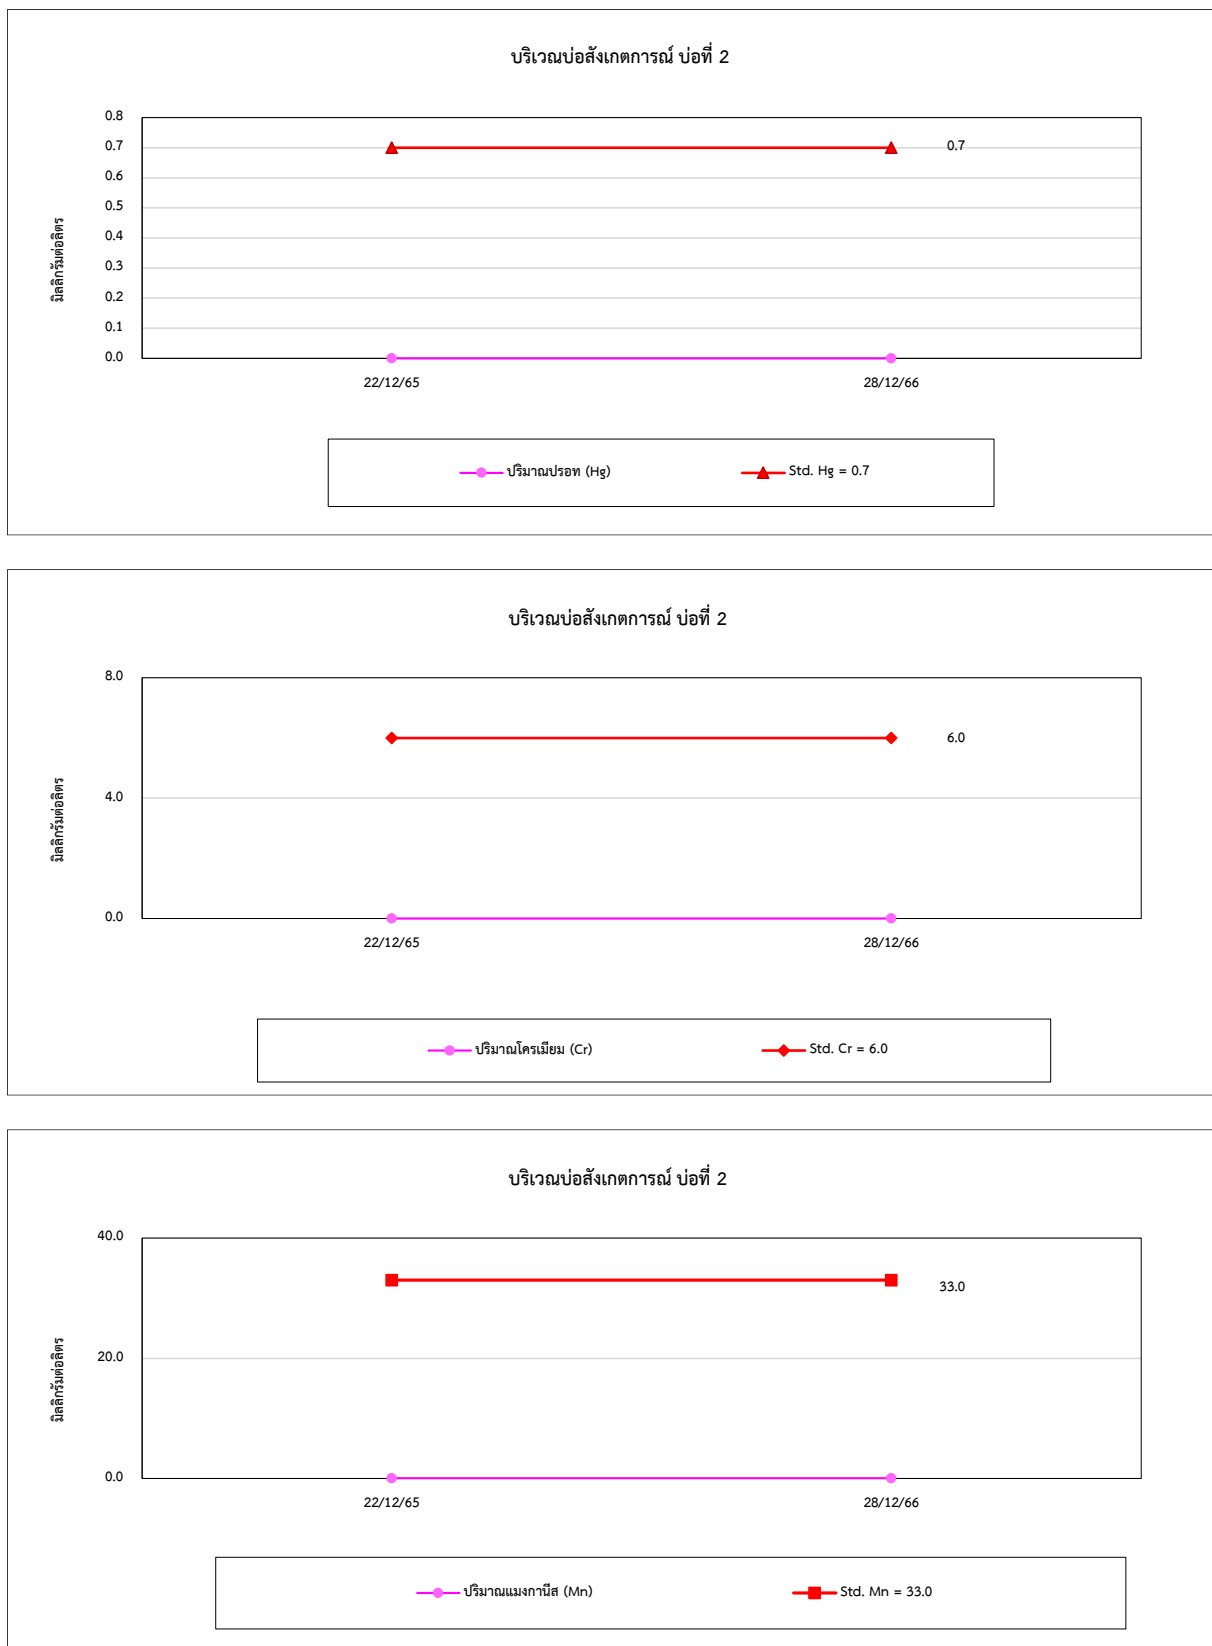 บริเวณบ่อสังเกตการณ์ บ่อที่ 2
0.8
0.7
0.7
0.6
0.5
0.4
0.3
0.2
0.1
0.0
มิลลิกรัมต่อลิตร
22/12/65 28/12/66
ปริมาณปรอท (Hg) Std. Hg = 0.7
บริเวณบ่อสังเกตการณ์ บ่อที่ 2
8.0
6.0
4.0
0.0
มิลลิกรัมต่อลิตร
22/12/65 28/12/66
ปริมาณโครเมียม (Cr) Std. Cr = 6.0
บริเวณบ่อสังเกตการณ์ บ่อที่ 2
40.0
33.0
20.0
0.0
มิลลิกรัมต่อลิตร
22/12/65 28/12/66
ปริมาณแมงกานีส (Mn) Std. Mn = 33.0